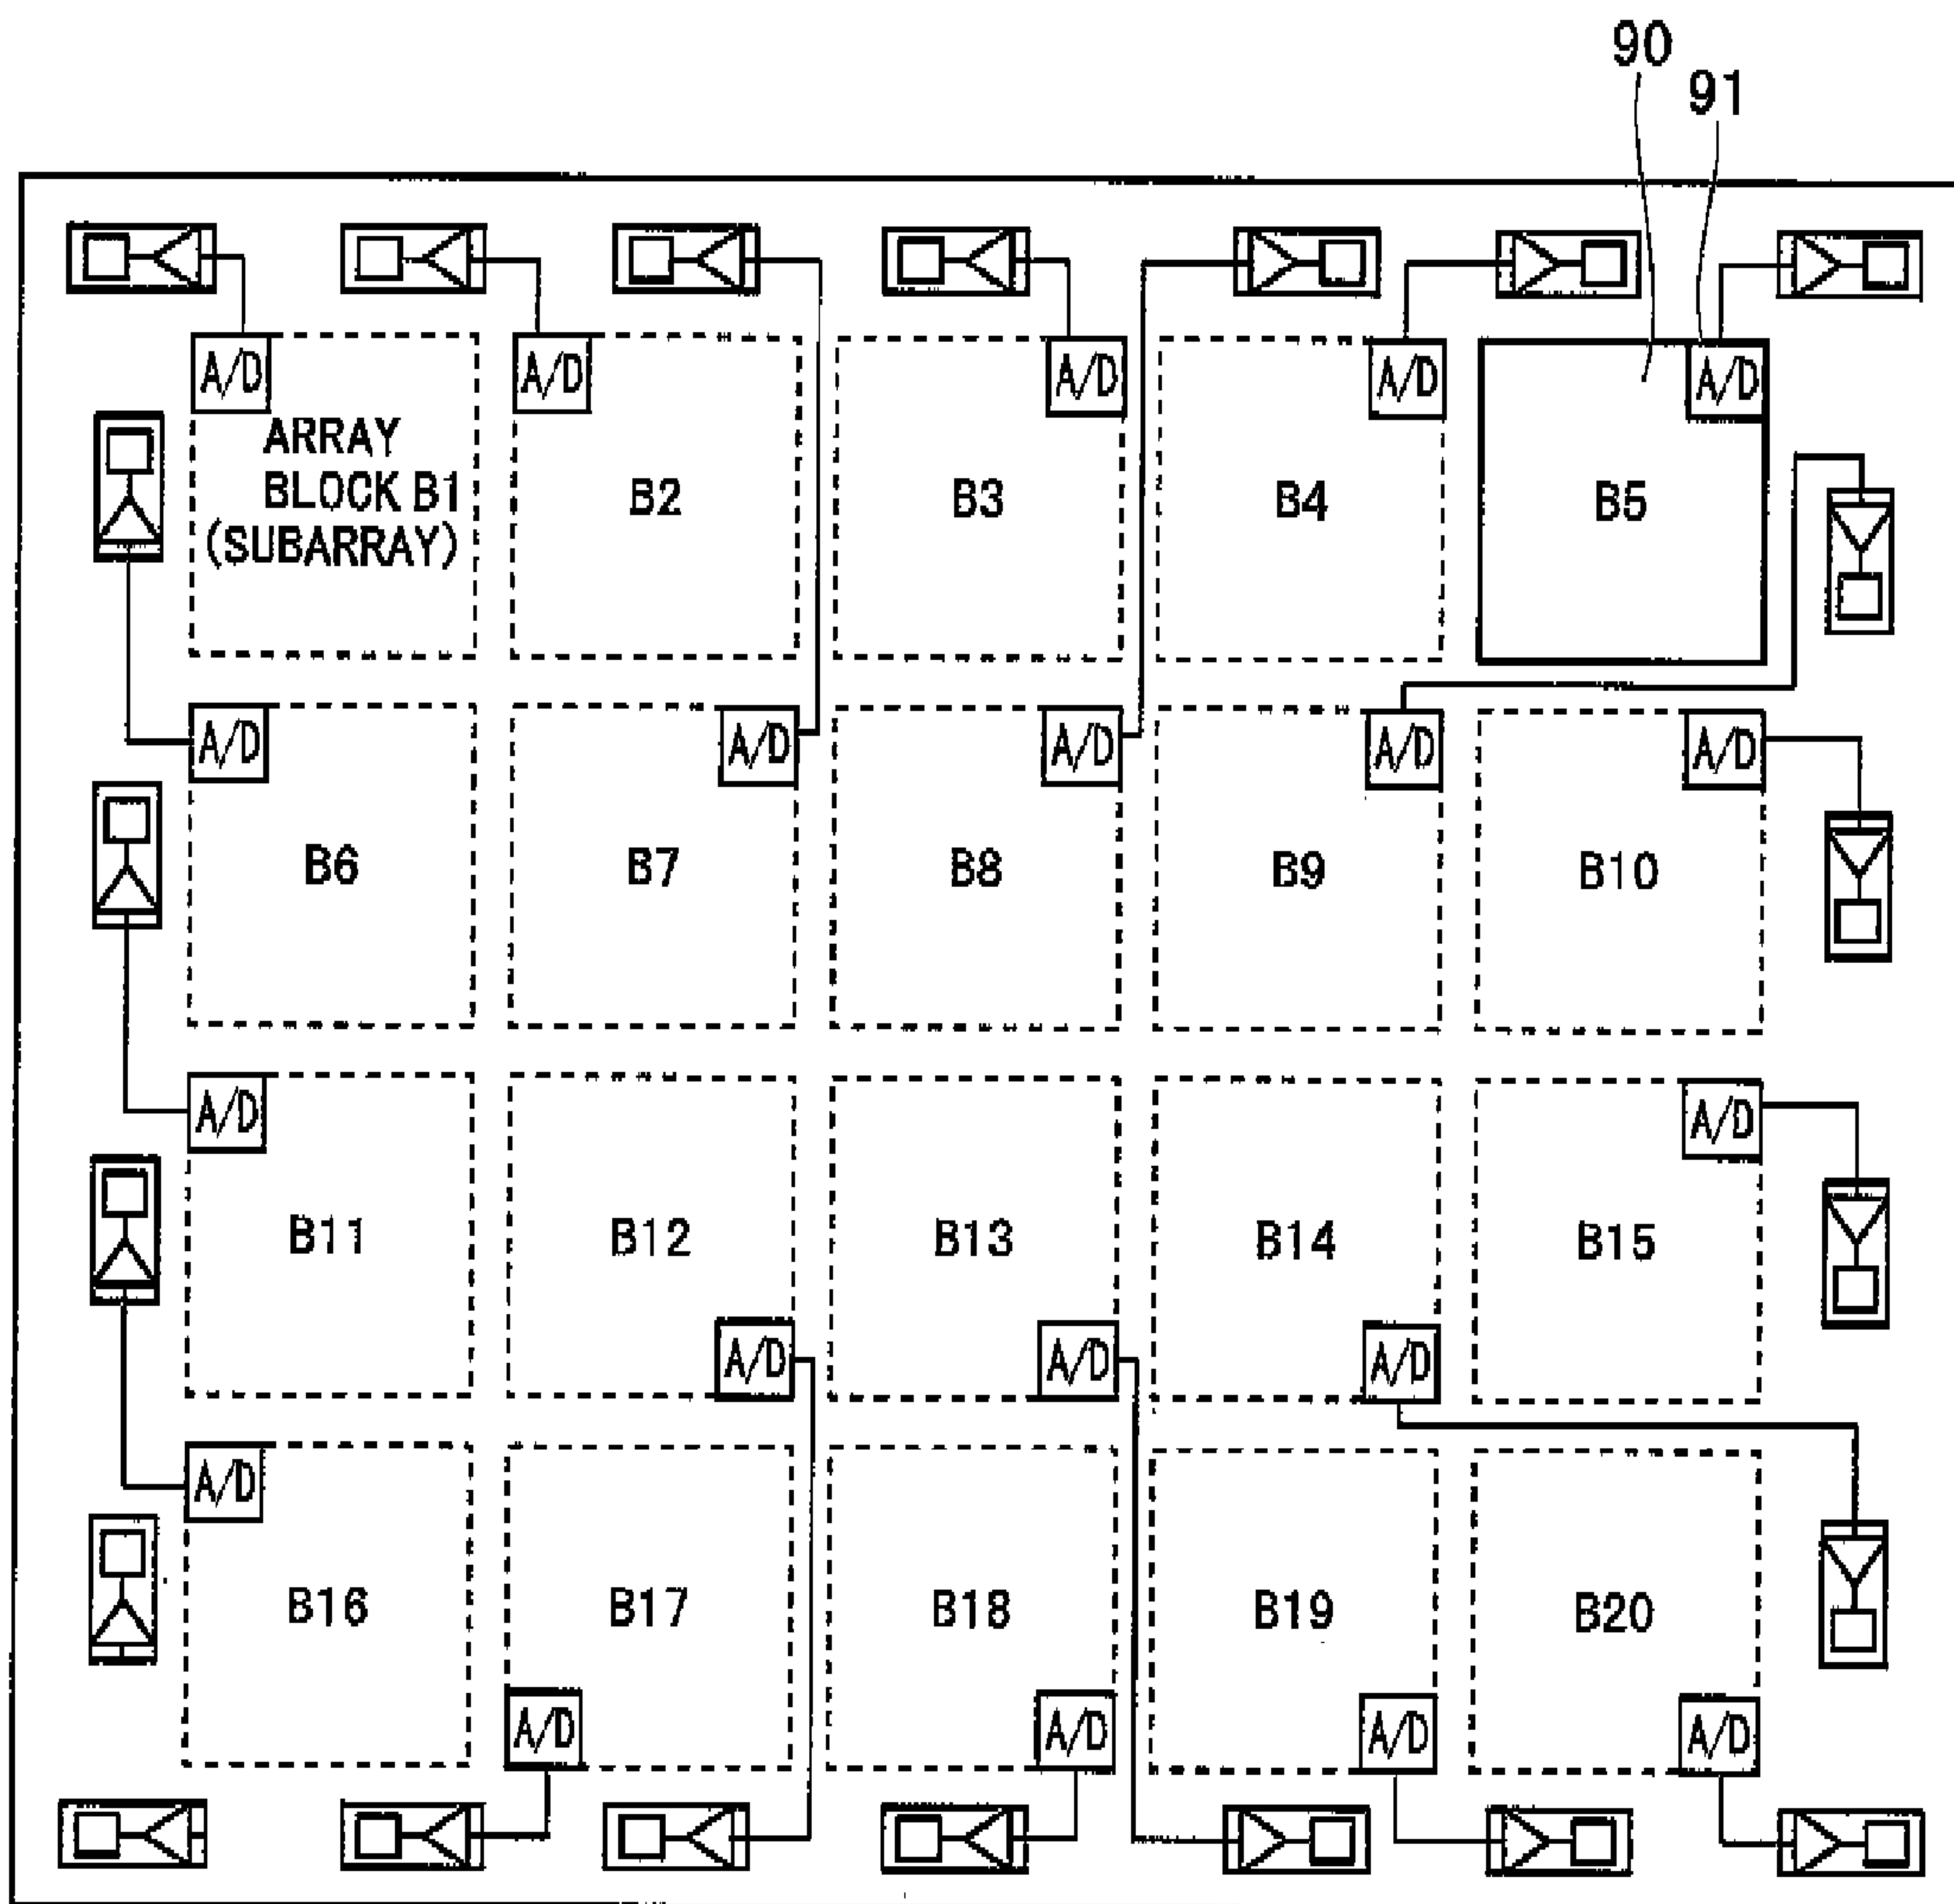 90
91
A/D
A/D
A/D
A/D
A/D
ARRAY
BLOCK B1
(SUBARRAY)
B2
B3
B4
B5
A/D
A/D
A/D
A/D
A/D
B6
B7
B8
B9
B10
A/D
A/D
B11
B12
B13
B14
B15
A/D
A/D
A/D
A/D
B16
B17
B18
B19
B20
A/D
A/D
A/D
A/D